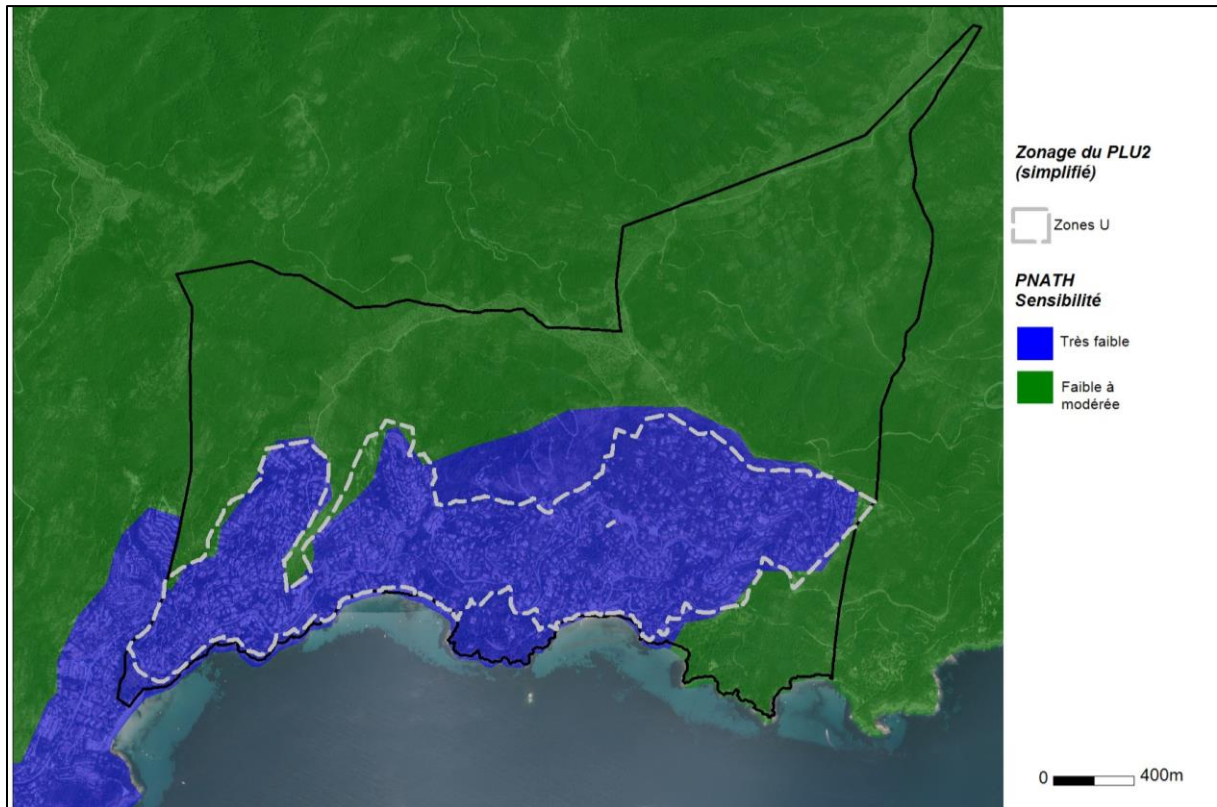 Zonage du PLU2
(simplifié)
Zones U
PNATH
Sensibilité
Très faible
Faible à
modérée
0 400m